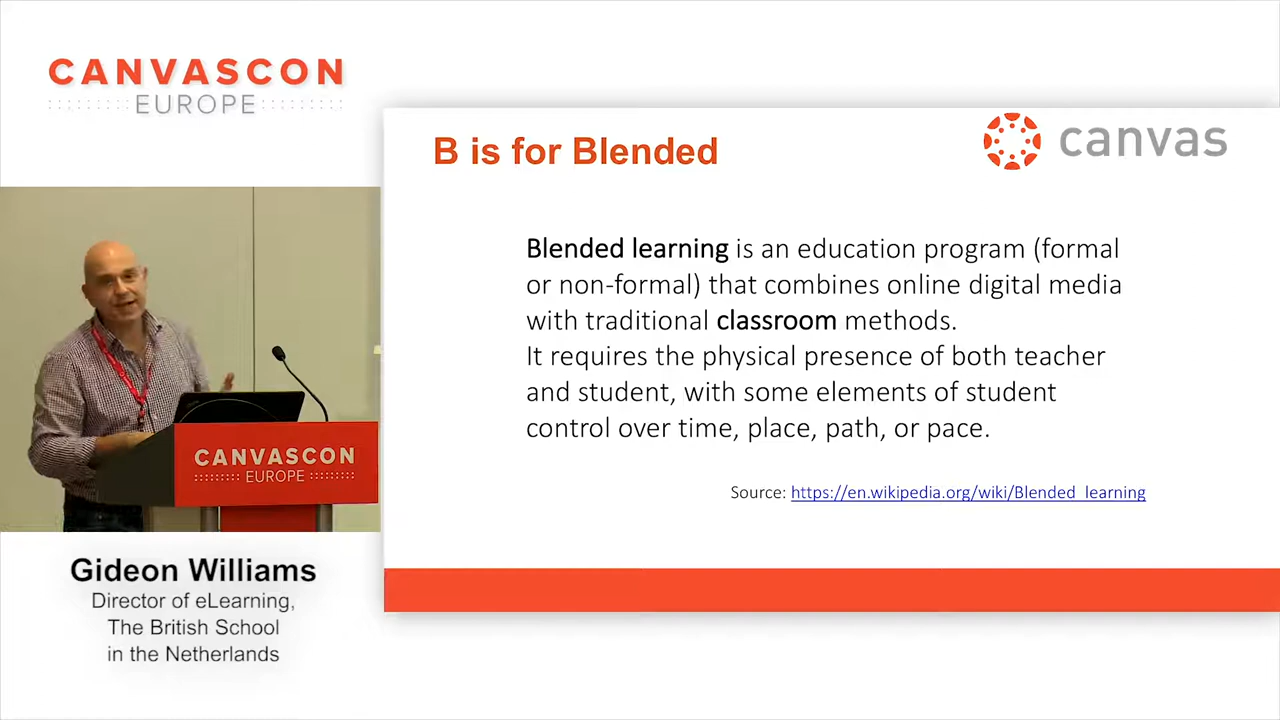 CANVASCON
EUROPE
B is for Blended
canvas
Blended learning is an education program (formal
or non-formal) that combines online digital media
with traditional classroom methods.
It requires the physical presence of both teacher
and student, with some elements of student
control over time, place, path, or pace.
Source: https://en.wikipedia.org/wiki/Blended_learning
CANVASCON
EUROPE
Gideon Williams
Director of eLearning,
The British School
in the Netherlands